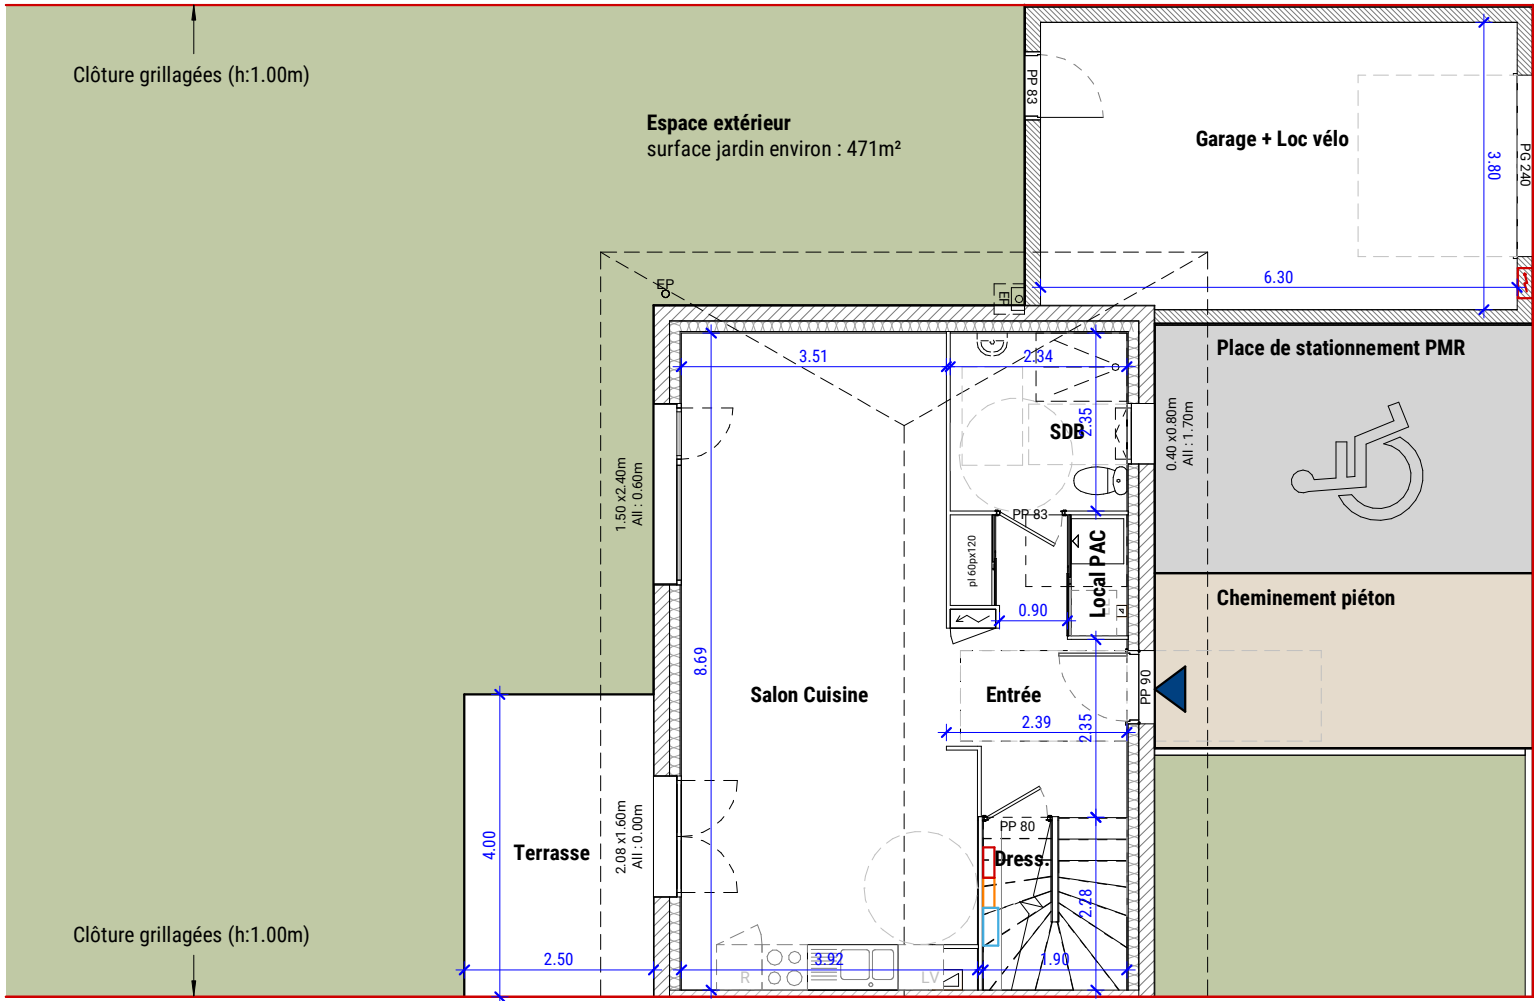 Clôture grillagées (h:1.00m)
Espace extérieur
surface jardin environ : 471m²
PP 83
Garage + Loc vélo
3.80
PG 240
6.30
EP
EP
Place de stationnement PMR
3.51
2.34
2.35
SDB
0.40 x0.80m
All : 1.70m
1.50 x2.40m
All : 0.60m
PP 83
pl 60px120
Local PAC
0.90
Cheminement piéton
8.69
Salon Cuisine
Entrée
PP 90
2.39
2.35
4.00
Terrasse
2.08 x1.60m
All : 0.00m
PP 80
Dress.
2.28
Clôture grillagées (h:1.00m)
2.50
3.92
1.90
R
LV